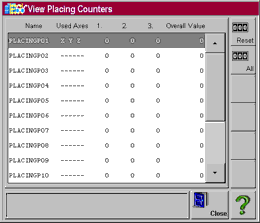 View Placing Counters
Name Used Axes 1. 2. 3. Overall Value
PLACINGP01 X Y Z 0 0 0 0
PLACINGP02 ------ 0 0 0 0
PLACINGP03 ------ 0 0 0 0
PLACINGP04 ------ 0 0 0 0
PLACINGP05 ------ 0 0 0 0
PLACINGP06 ------ 0 0 0 0
PLACINGP07 ------ 0 0 0 0
PLACINGP08 ------ 0 0 0 0
PLACINGP09 ------ 0 0 0 0
PLACINGP10 ------ 0 0 0 0
000
Reset
000
All
Close
?